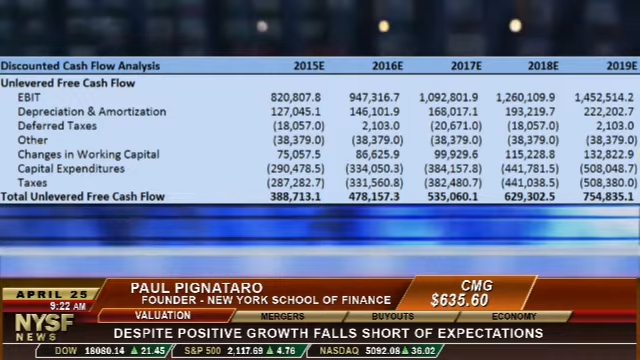 Discounted Cash Flow Analysis 2015E 2016E 2017E 2018E 2019E
Unlevered Free Cash Flow
EBIT 820,807.8 947,316.7 1,092,801.9 1,260,109.9 1,452,514.2
Depreciation & Amortization 127,045.1 146,101.9 168,017.1 193,219.7 222,202.7
Deferred Taxes (18,057.0) 2,103.0 (20,671.0) (18,057.0) 2,103.0
Other (38,379.0) (38,379.0) (38,379.0) (38,379.0) (38,379.0)
Changes in Working Capital 75,057.5 86,625.9 99,929.6 115,228.8 132,822.9
Capital Expenditures (290,478.5) (334,050.3) (384,157.8) (441,781.5) (508,048.7)
Taxes (287,282.7) (331,560.8) (382,480.7) (441,038.5) (508,380.0)
Total Unlevered Free Cash Flow 388,713.1 478,157.3 535,060.1 629,302.5 754,835.1
APRIL 25
9:22 AM
PAUL PIGNATARO
FOUNDER - NEW YORK SCHOOL OF FINANCE
CMG
$635.60
NYSF
NEWS
VALUATION MERGERS BUYOUTS ECONOMY
DESPITE POSITIVE GROWTH FALLS SHORT OF EXPECTATIONS
DOW 18080.14 ▲ 21.45 S&P 500 2,117.69 ▲ 4.76 NASDAQ 5092.08 ▲ 36.02